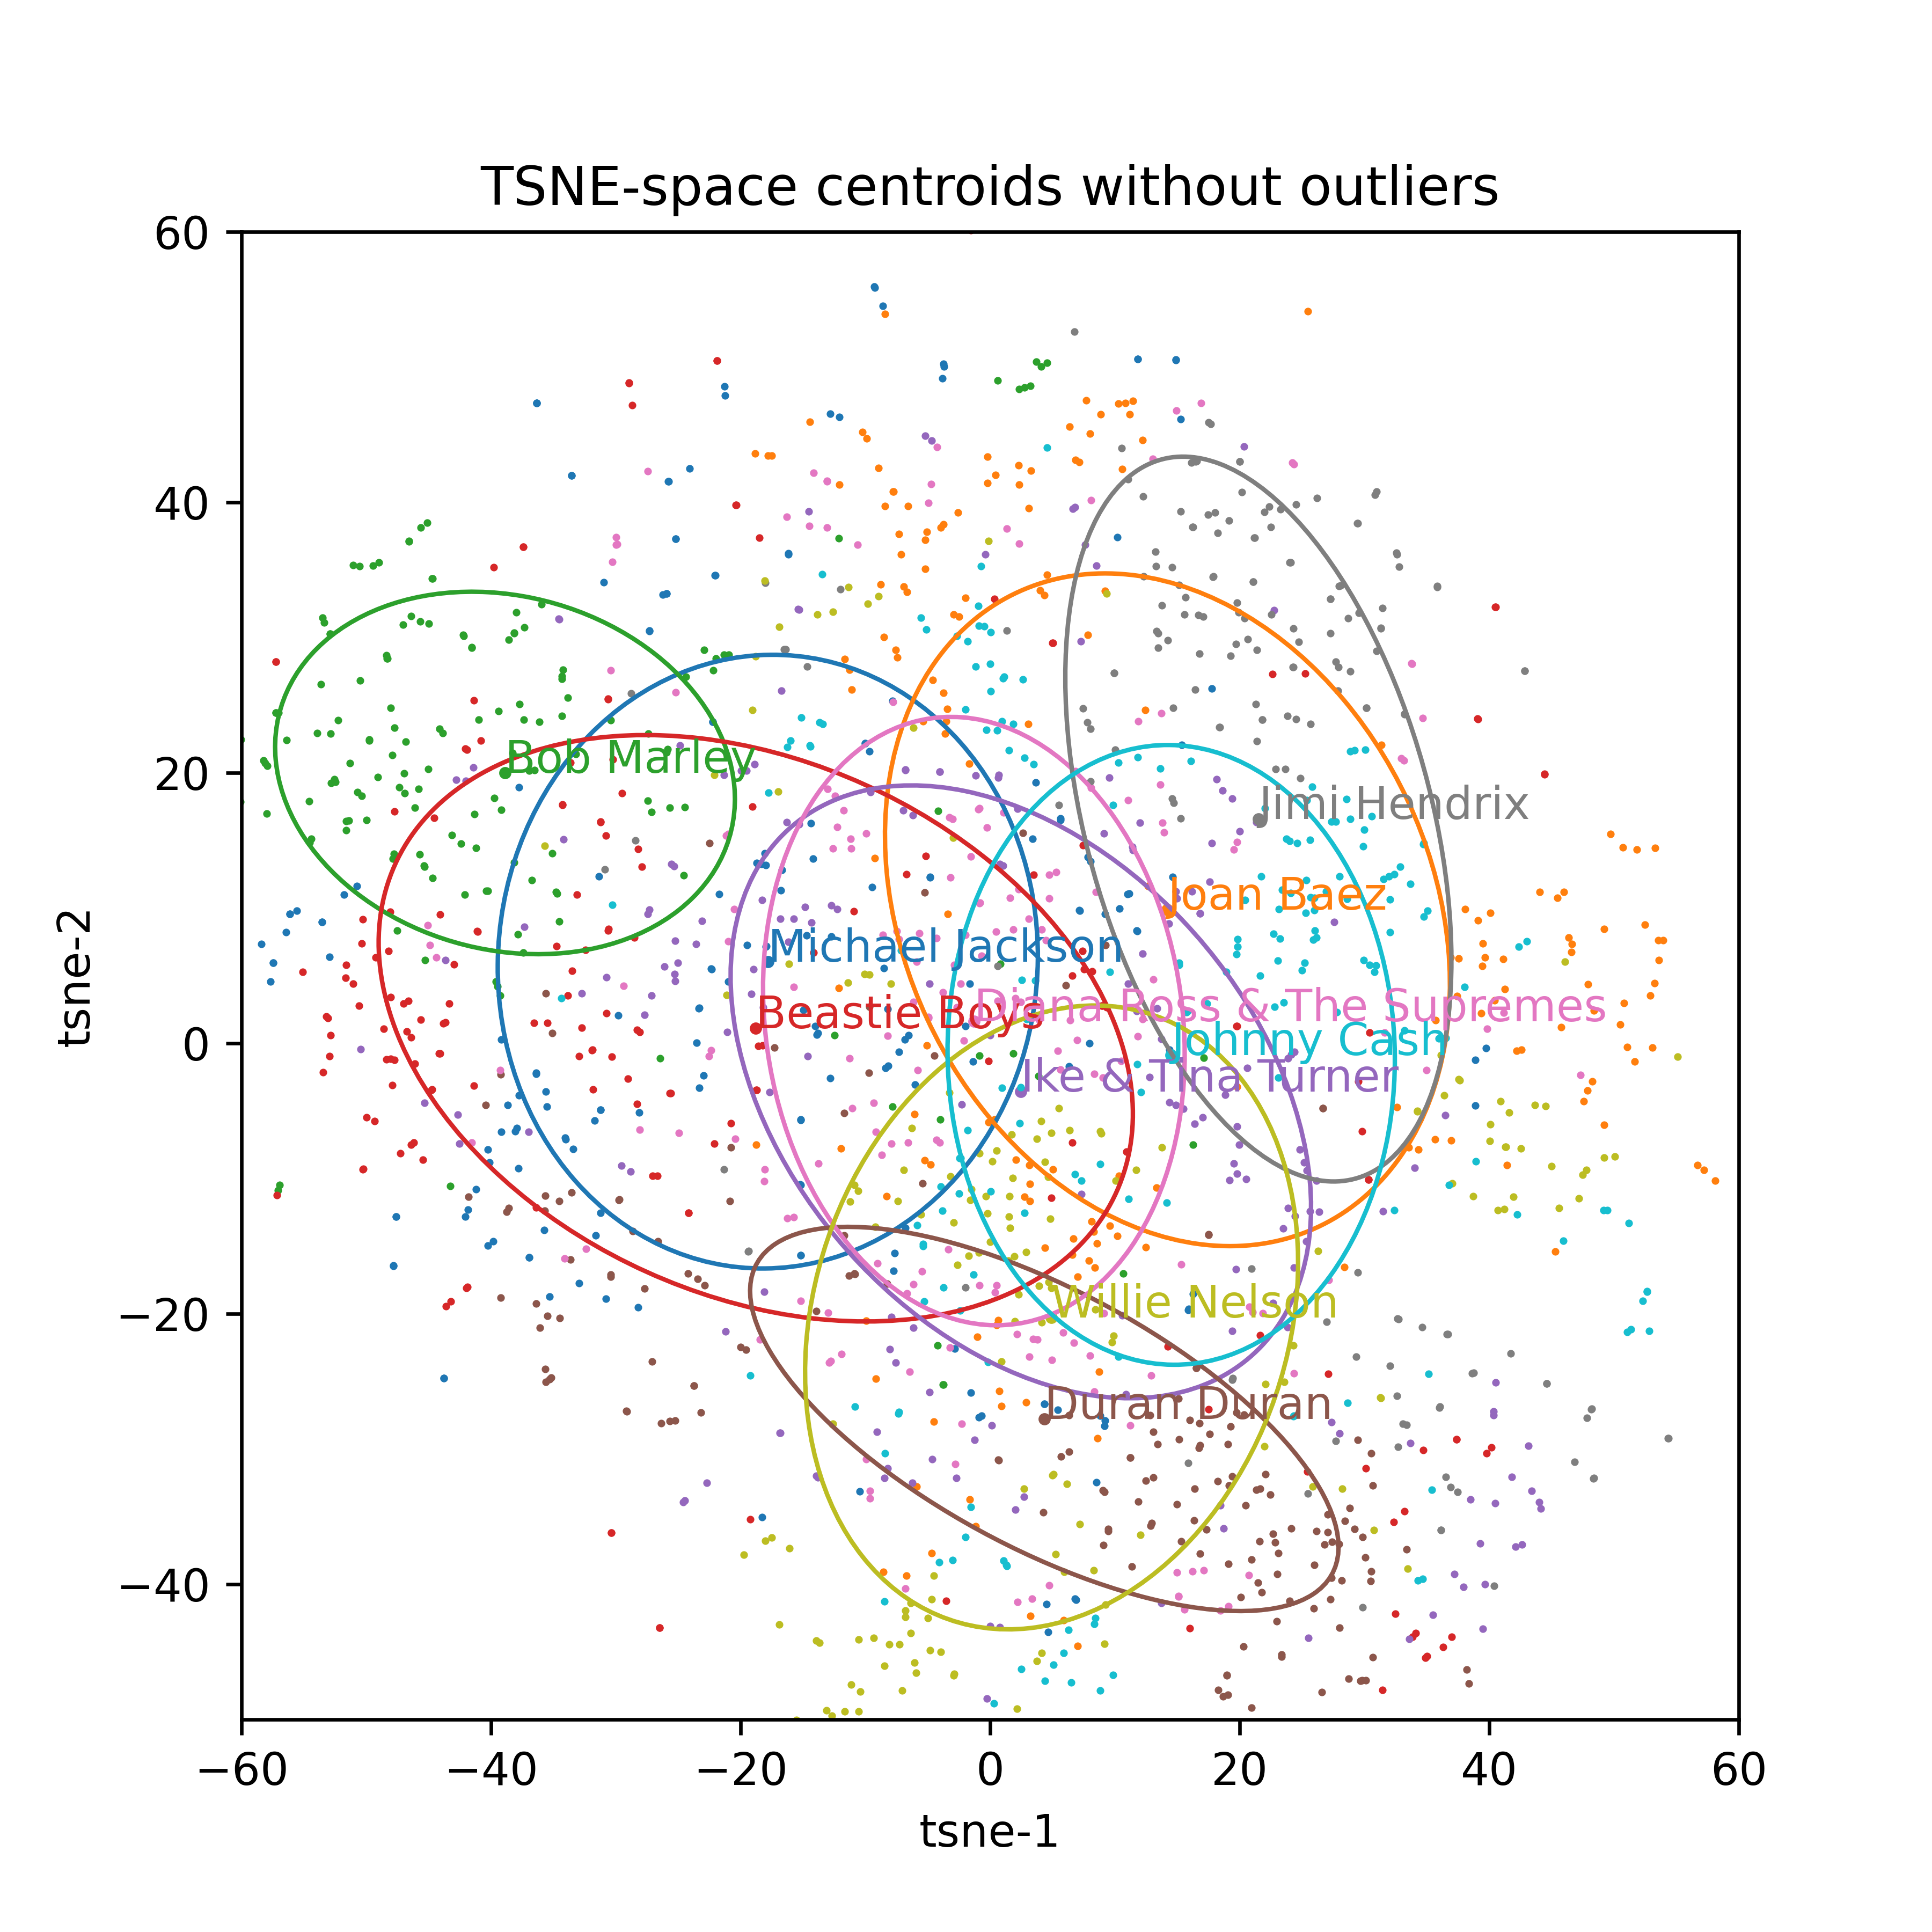 TSNE-space centroids without outliers
60
40
20
0
−20
−40
tsne-2
Bob Marley
Jimi Hendrix
Joan Baez
Michael Jackson
Diana Ross & The Supremes
Beastie Boys
Johnny Cash
Ike & Tina Turner
Willie Nelson
Duran Duran
−60 −40 −20 0 20 40 60
tsne-1